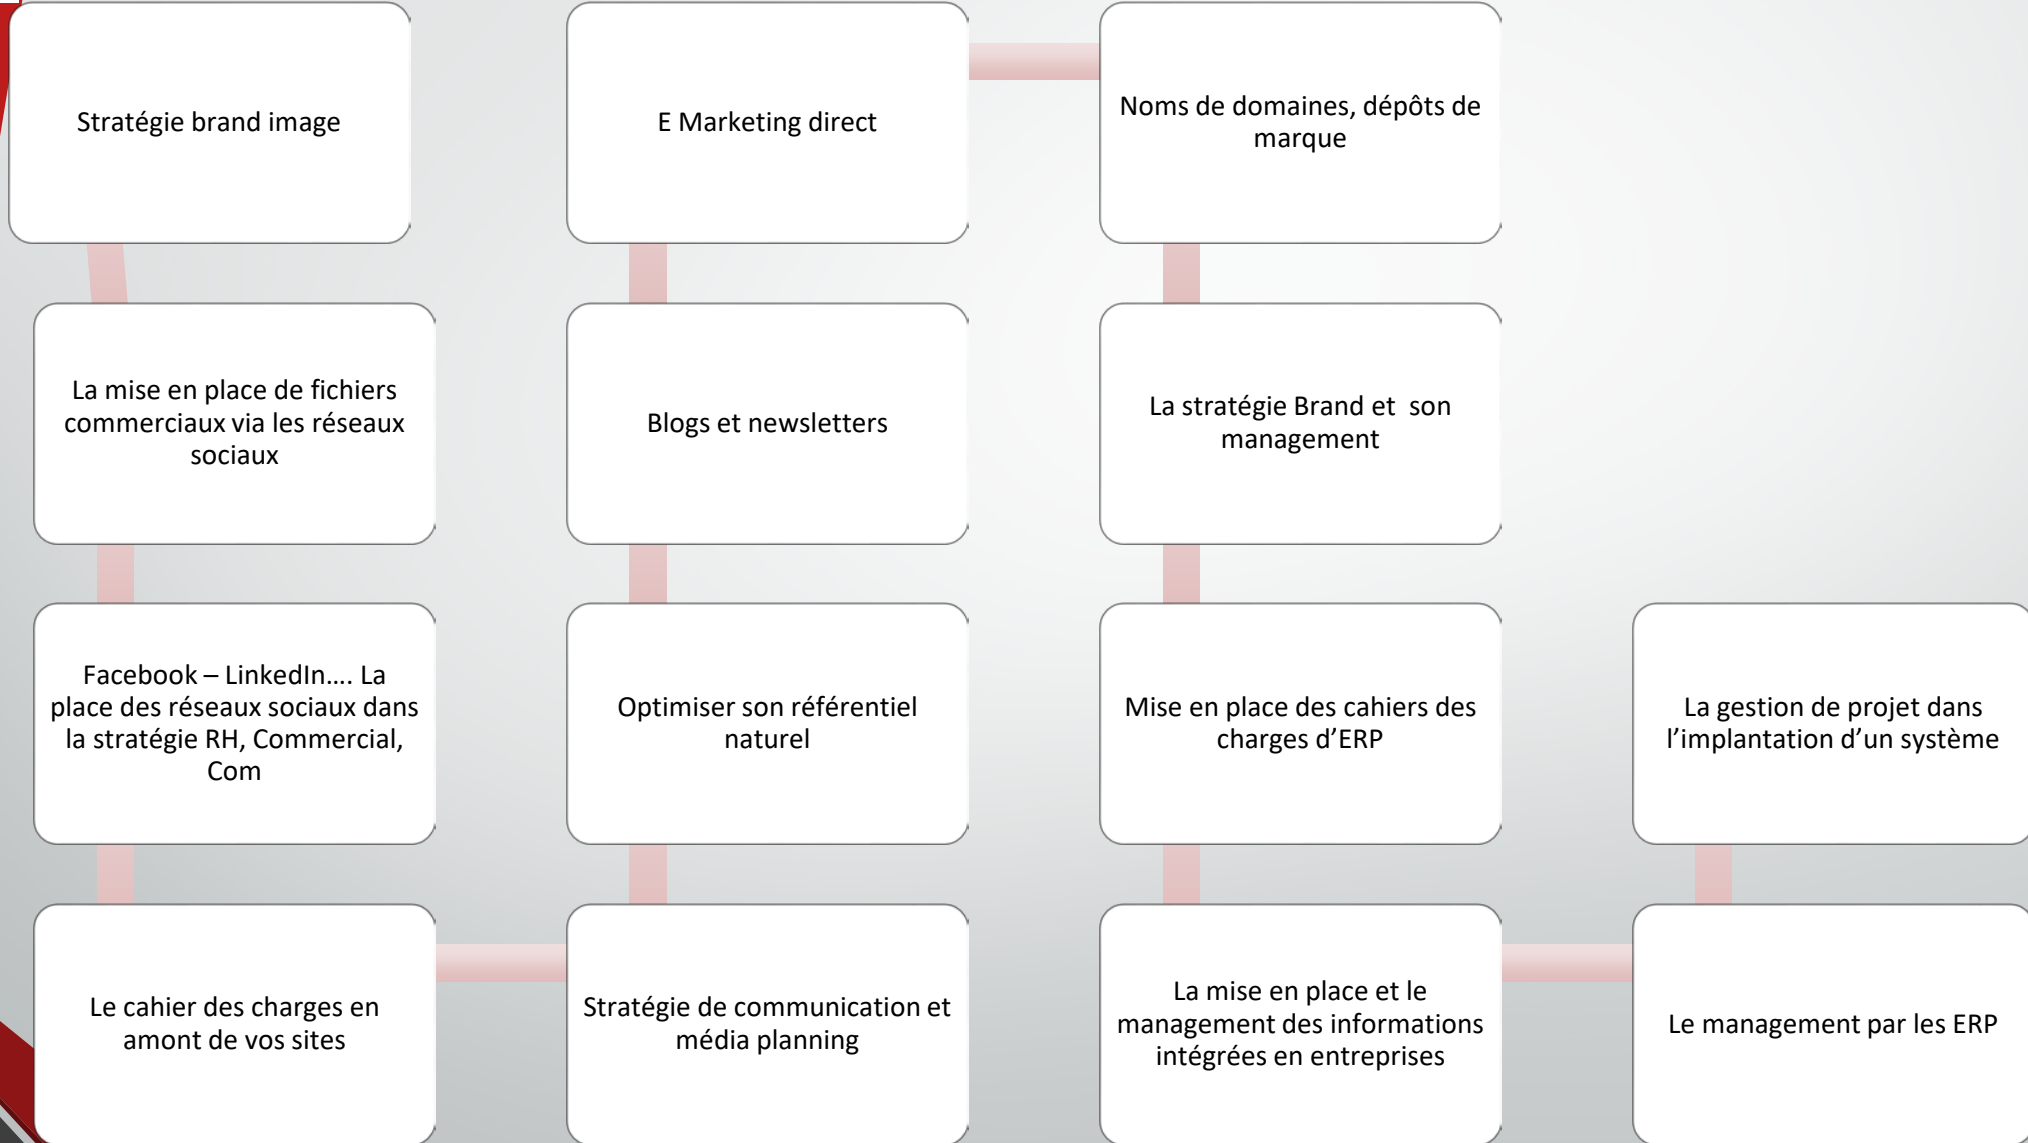 Stratégie brand image
La mise en place de fichiers
commerciaux via les réseaux
sociaux
Facebook – LinkedIn…. La
place des réseaux sociaux dans
la stratégie RH, Commercial,
Com
Le cahier des charges en
amont de vos sites
Stratégie de communication et
média planning
Optimiser son référentiel
naturel
Blogs et newsletters
E Marketing direct
Noms de domaines, dépôts de
marque
La stratégie Brand et  son
management
Mise en place des cahiers des
charges d’ERP
La mise en place et le
management des informations
intégrées en entreprises
Le management par les ERP
La gestion de projet dans
l’implantation d’un système